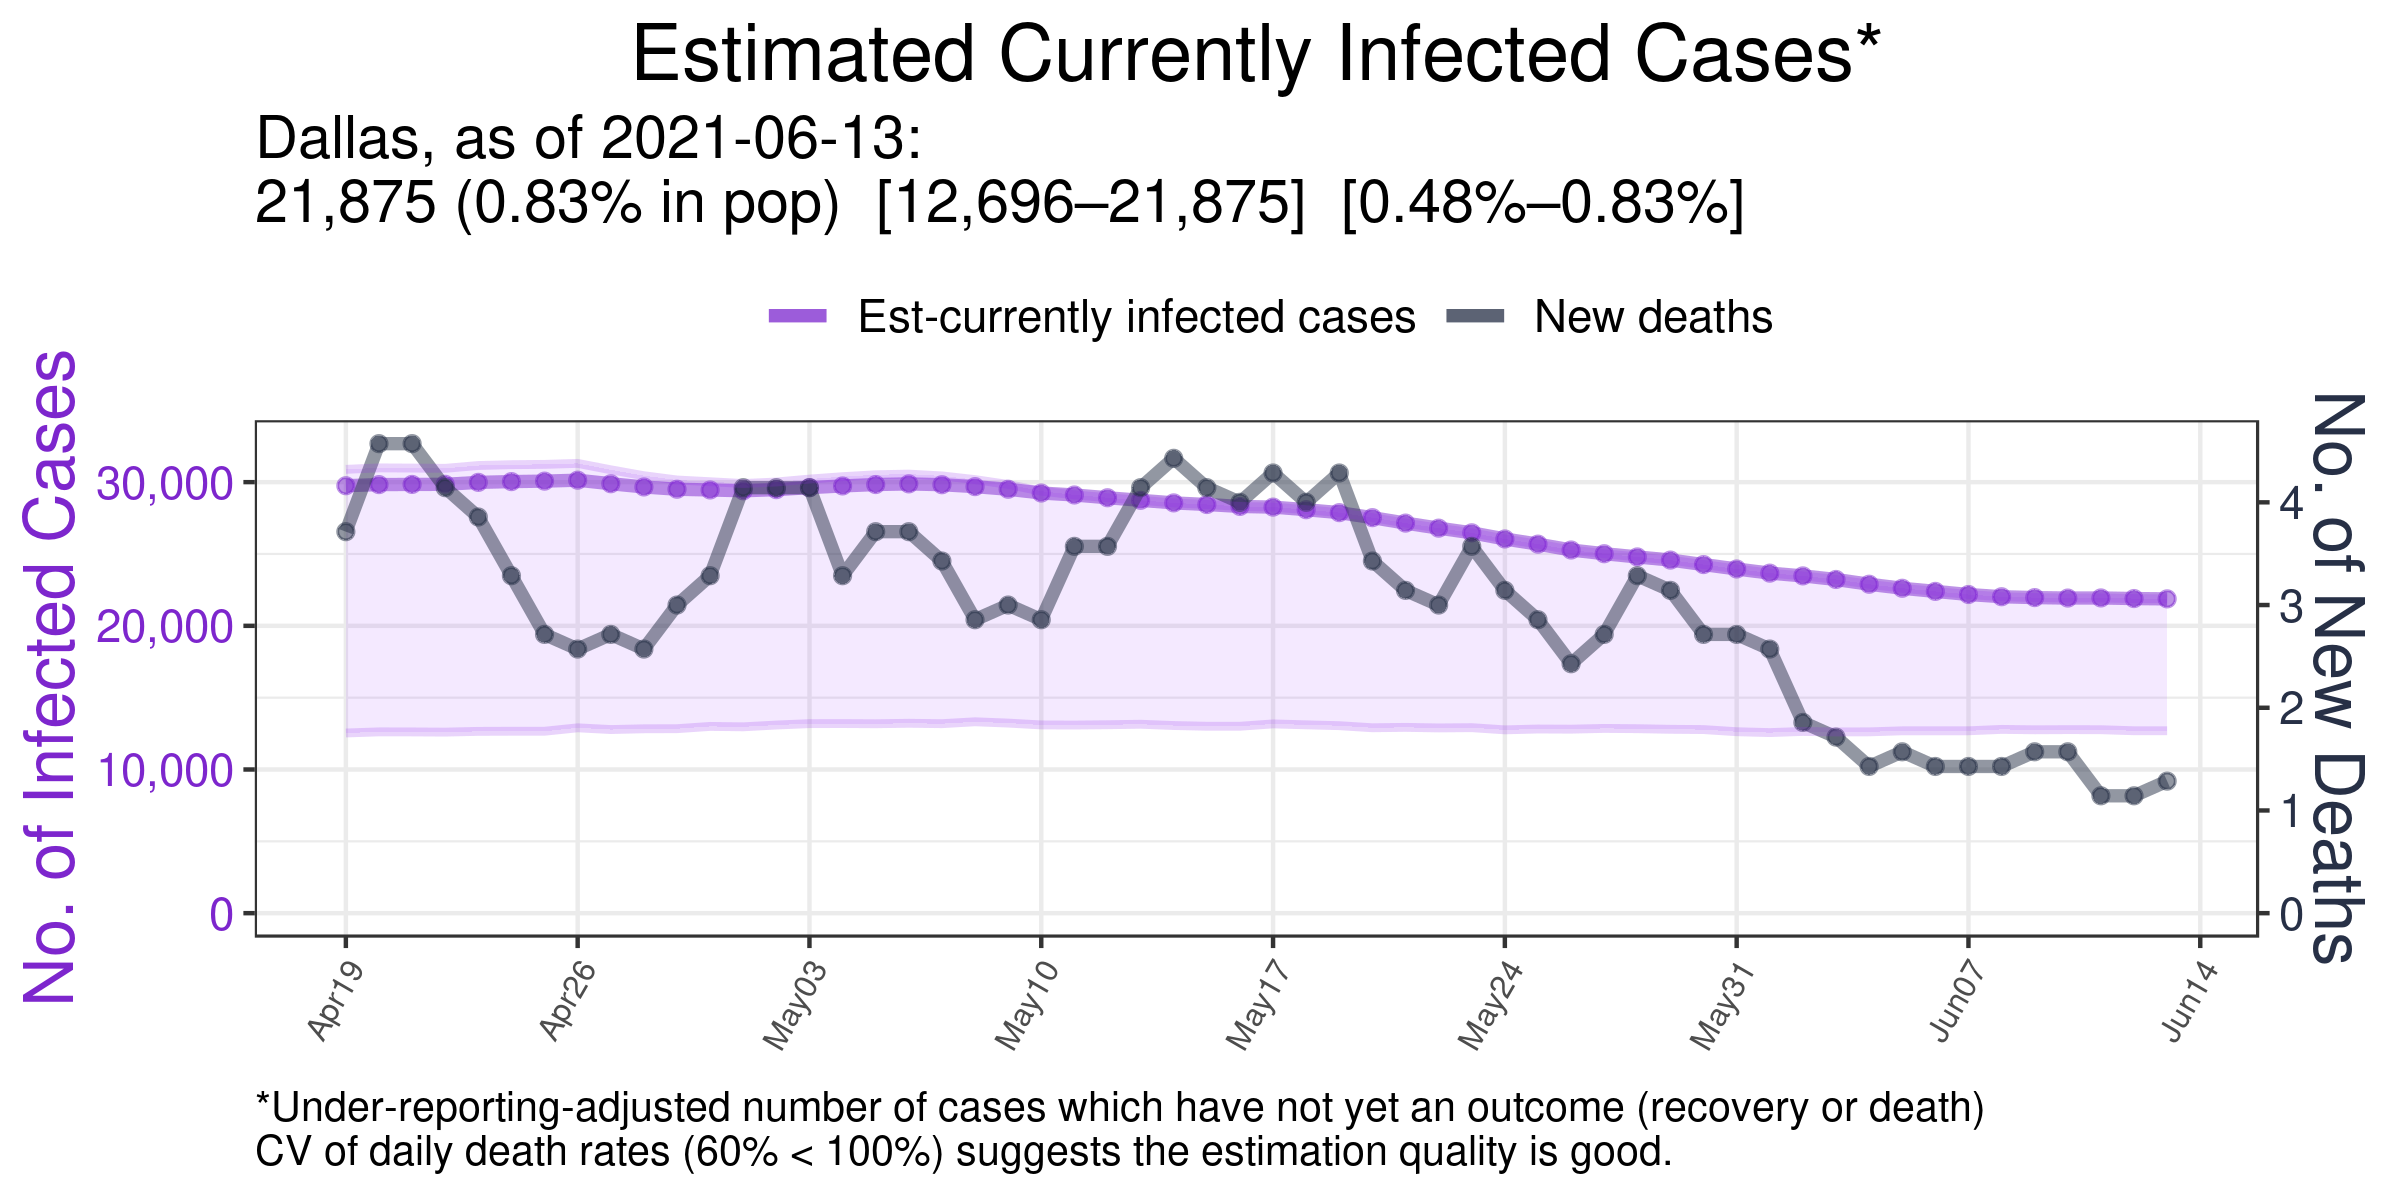 Estimated Currently Infected Cases*
Dallas, as of 2021-06-13:
21,875 (0.83% in pop)  [12,696–21,875]  [0.48%–0.83%]
Est-currently infected cases
New deaths
No. of Infected Cases
30,000
20,000
10,000
0
No. of New Deaths
4
3
2
1
0
Apr19
Apr26
May03
May10
May17
May24
May31
Jun07
Jun14
*Under-reporting-adjusted number of cases which have not yet an outcome (recovery or death)
CV of daily death rates (60% < 100%) suggests the estimation quality is good.